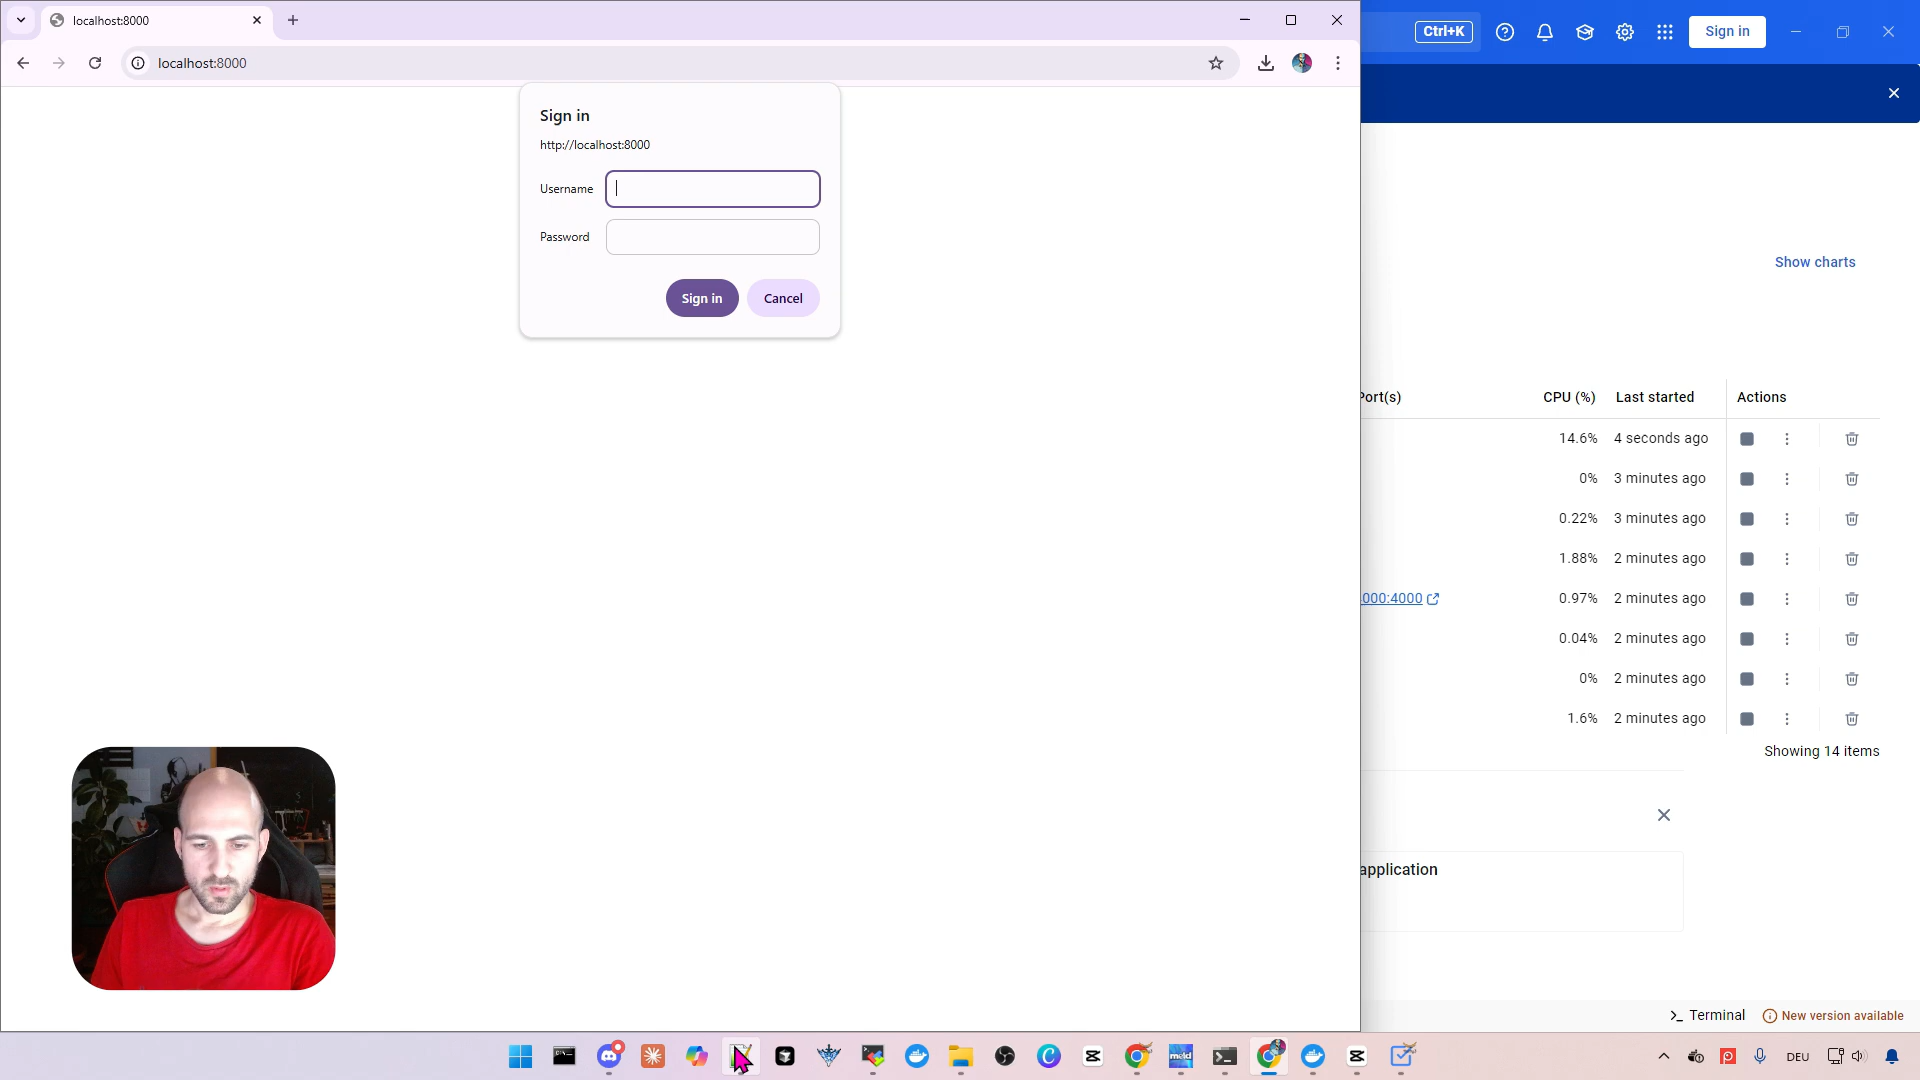 localhost:8000
localhost:8000
Sign in
http://localhost:8000
Username
Password
Sign in
Cancel
Ctrl+K
Sign in
Show charts
Port(s)
CPU (%)
Last started
Actions
14.6%
4 seconds ago
0%
3 minutes ago
0.22%
3 minutes ago
1.88%
2 minutes ago
000:4000
0.97%
2 minutes ago
0.04%
2 minutes ago
0%
2 minutes ago
1.6%
2 minutes ago
Showing 14 items
application
Terminal
New version available
meld
DEU